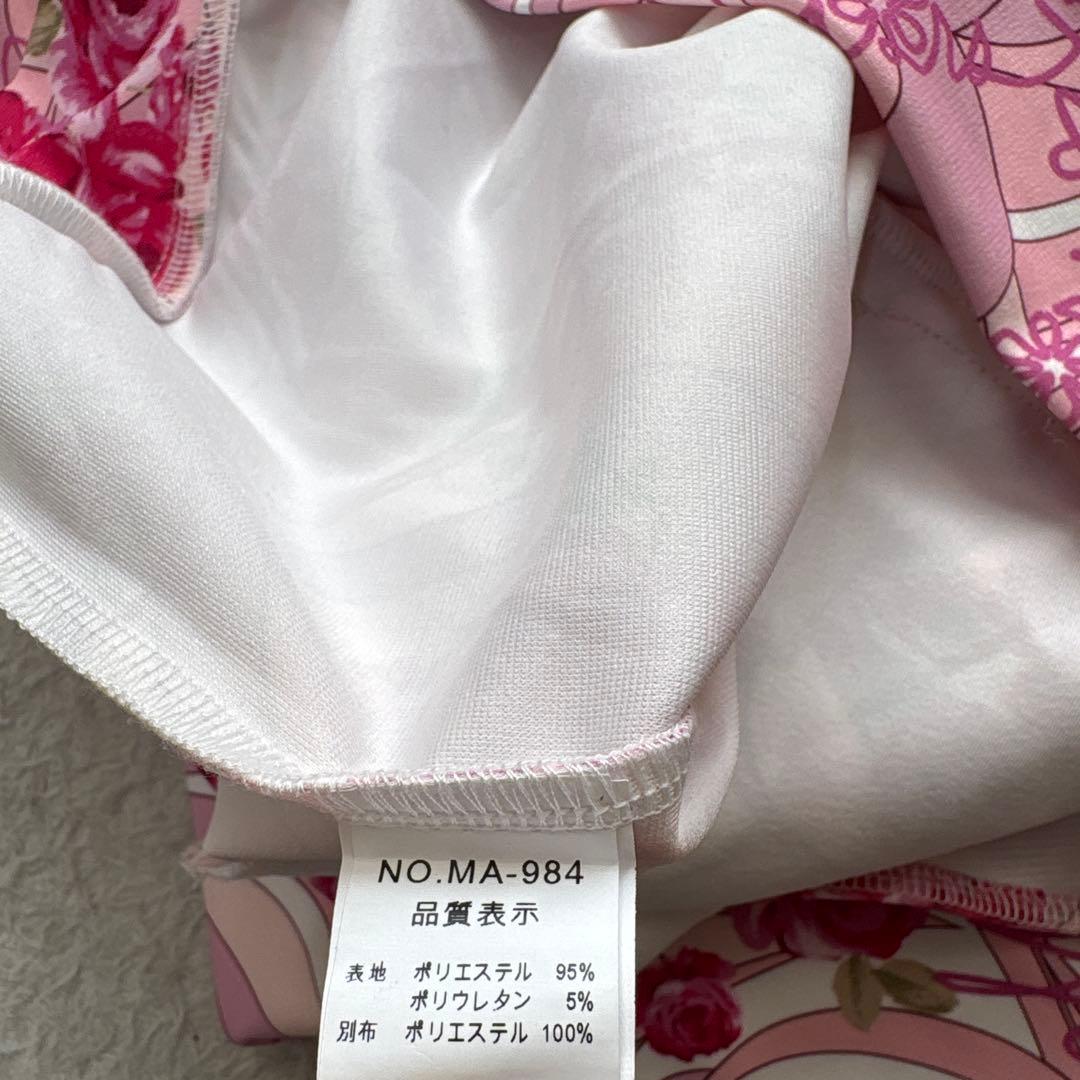 NO.MA-984
品質表示
表地 ポリエステル 95%
ポリウレタン 5%
別布 ポリエステル 100%